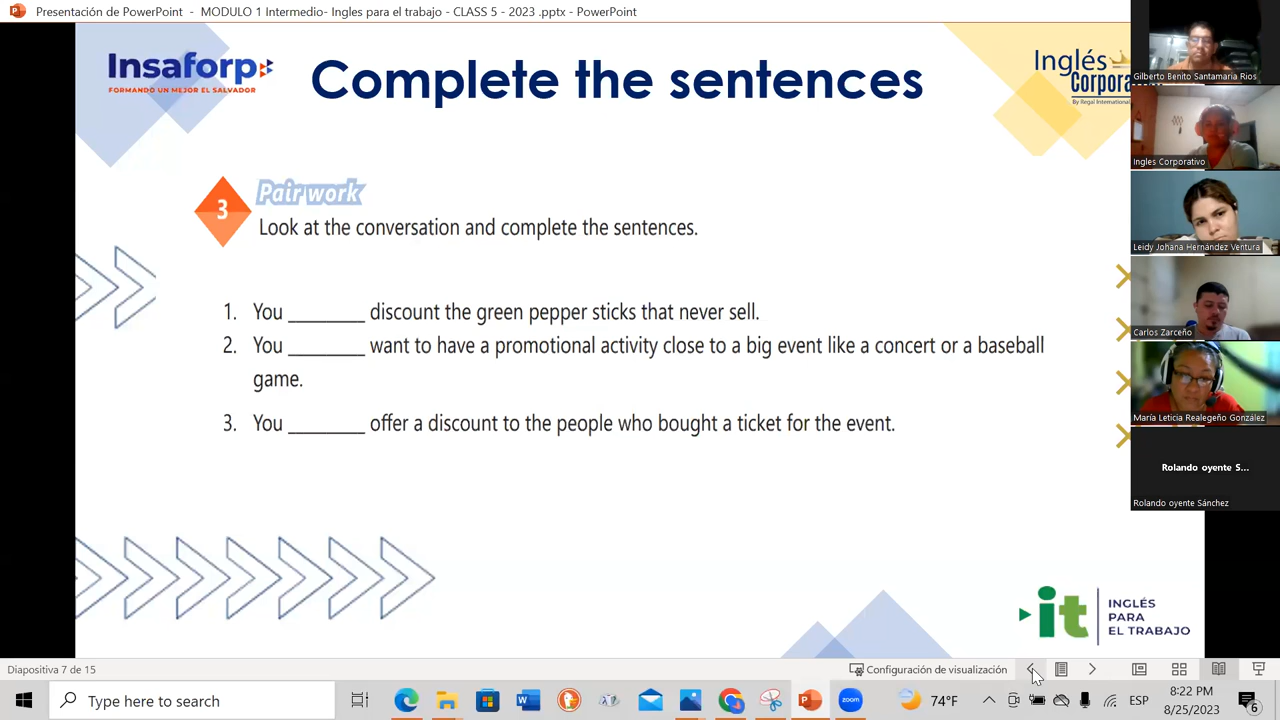 Presentación de PowerPoint - MODULO 1 Intermedio- Ingles para el trabajo - CLASS 5 - 2023 .pptx - PowerPoint
Insaforp
FORMANDO UN MEJOR EL SALVADOR
Complete the sentences
Inglés
Corpora
By Regal International
3
Pair work
Look at the conversation and complete the sentences.
1. You ________ discount the green pepper sticks that never sell.
2. You ________ want to have a promotional activity close to a big event like a concert or a baseball
game.
3. You ________ offer a discount to the people who bought a ticket for the event.
it
INGLÉS
PARA
EL TRABAJO
Gilberto Benito Santamaria Rios
Ingles Corporativo
Leidy Johana Hernández Ventura
Carlos Zarceño
María Leticia Realegeño González
Rolando oyente S...
Rolando oyente Sánchez
Diapositiva 7 de 15
Configuración de visualización
Type here to search
zoom
74°F
ESP
8:22 PM
8/25/2023
6